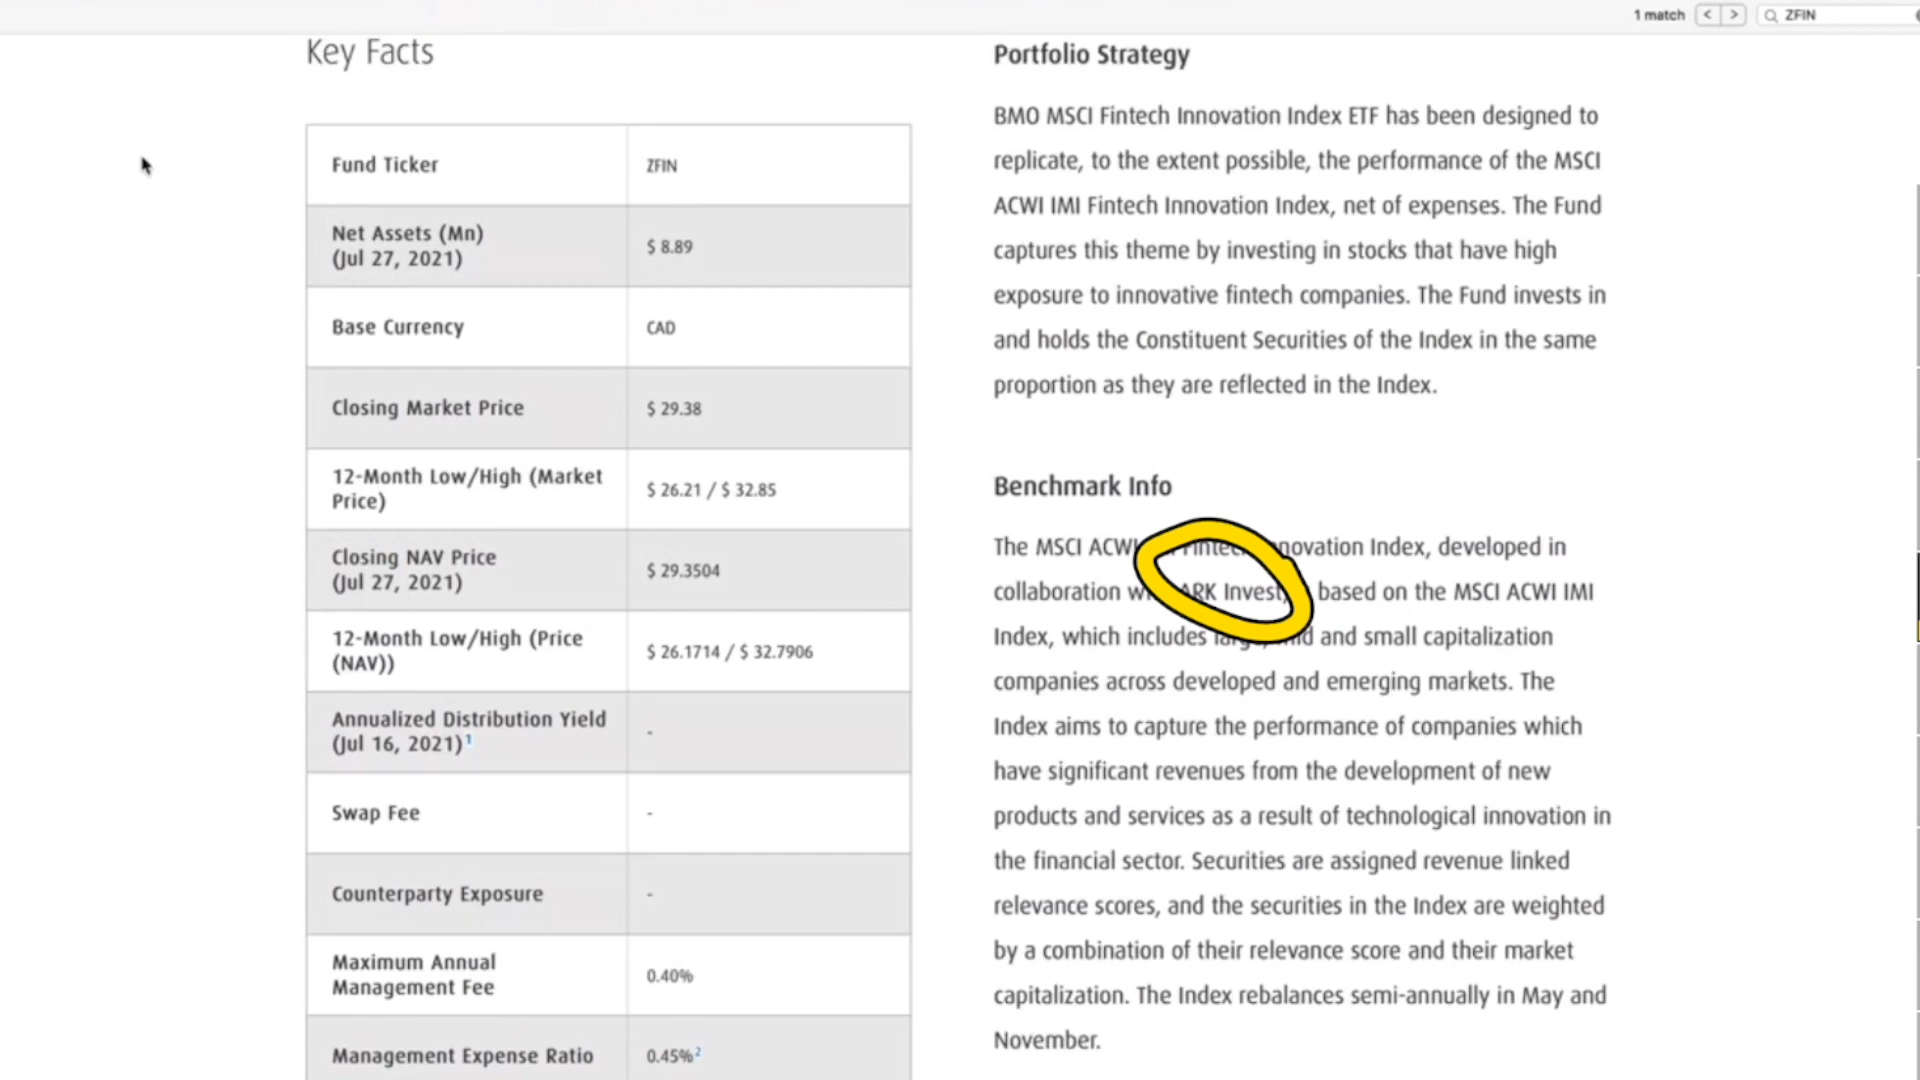 1 match
ZFIN
Key Facts
Fund Ticker
ZFIN
Net Assets (Mn)
(Jul 27, 2021)
$ 8.89
Base Currency
CAD
Closing Market Price
$ 29.38
12-Month Low/High (Market
Price)
$ 26.21 / $ 32.85
Closing NAV Price
(Jul 27, 2021)
$ 29.3504
12-Month Low/High (Price
(NAV))
$ 26.1714 / $ 32.7906
Annualized Distribution Yield
(Jul 16, 2021)1
-
Swap Fee
-
Counterparty Exposure
-
Maximum Annual
Management Fee
0.40%
Management Expense Ratio
0.45%2
Portfolio Strategy
BMO MSCI Fintech Innovation Index ETF has been designed to
replicate, to the extent possible, the performance of the MSCI
ACWI IMI Fintech Innovation Index, net of expenses. The Fund
captures this theme by investing in stocks that have high
exposure to innovative fintech companies. The Fund invests in
and holds the Constituent Securities of the Index in the same
proportion as they are reflected in the Index.
Benchmark Info
The MSCI ACWI Fintech Innovation Index, developed in
collaboration with ARK Invest, based on the MSCI ACWI IMI
Index, which includes large, mid and small capitalization
companies across developed and emerging markets. The
Index aims to capture the performance of companies which
have significant revenues from the development of new
products and services as a result of technological innovation in
the financial sector. Securities are assigned revenue linked
relevance scores, and the securities in the Index are weighted
by a combination of their relevance score and their market
capitalization. The Index rebalances semi-annually in May and
November.